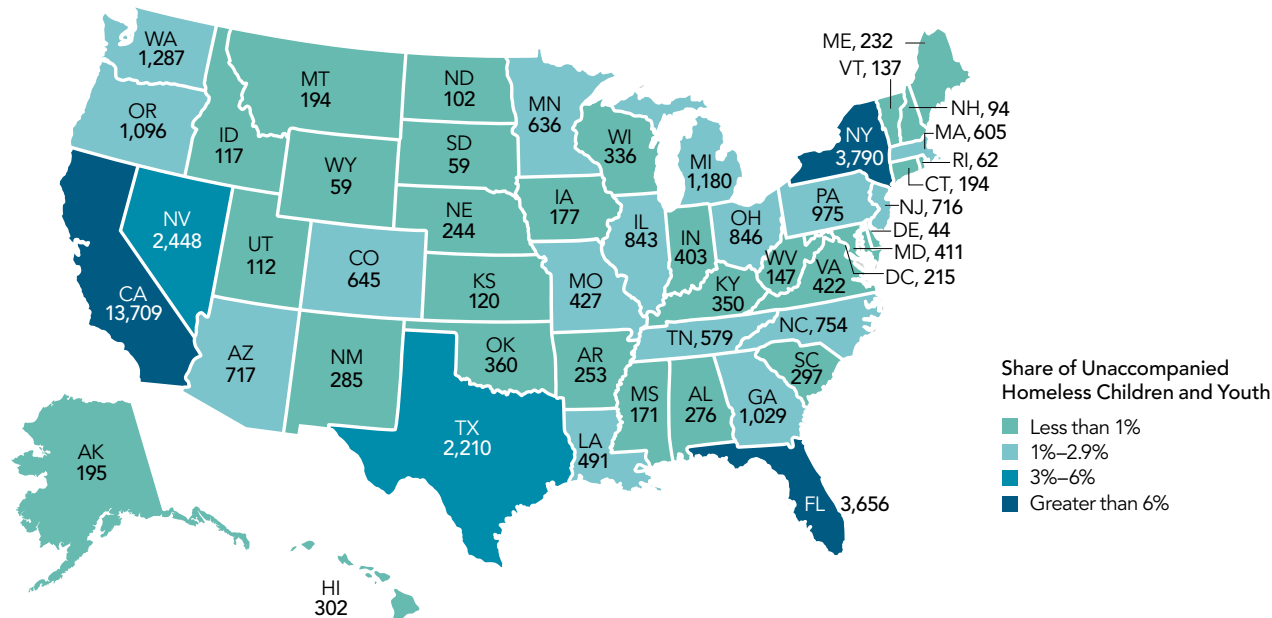 WA
1,287
OR
1,096
CA
13,709
NV
2,448
ID
117
MT
194
WY
59
UT
112
AZ
717
CO
645
NM
285
ND
102
SD
59
NE
244
KS
120
OK
360
TX
2,210
MN
636
IA
177
MO
427
AR
253
LA
491
WI
336
IL
843
MI
1,180
IN
403
OH
846
KY
350
TN, 579
MS
171
AL
276
GA
1,029
FL 3,656
SC
297
NC, 754
VA
422
WV
147
PA
975
NY
3,790
ME, 232
VT, 137
NH, 94
MA, 605
RI, 62
CT, 194
NJ, 716
DE, 44
MD, 411
DC, 215
AK
195
HI
302
Share of Unaccompanied
Homeless Children and Youth
Less than 1%
1%–2.9%
3%–6%
Greater than 6%